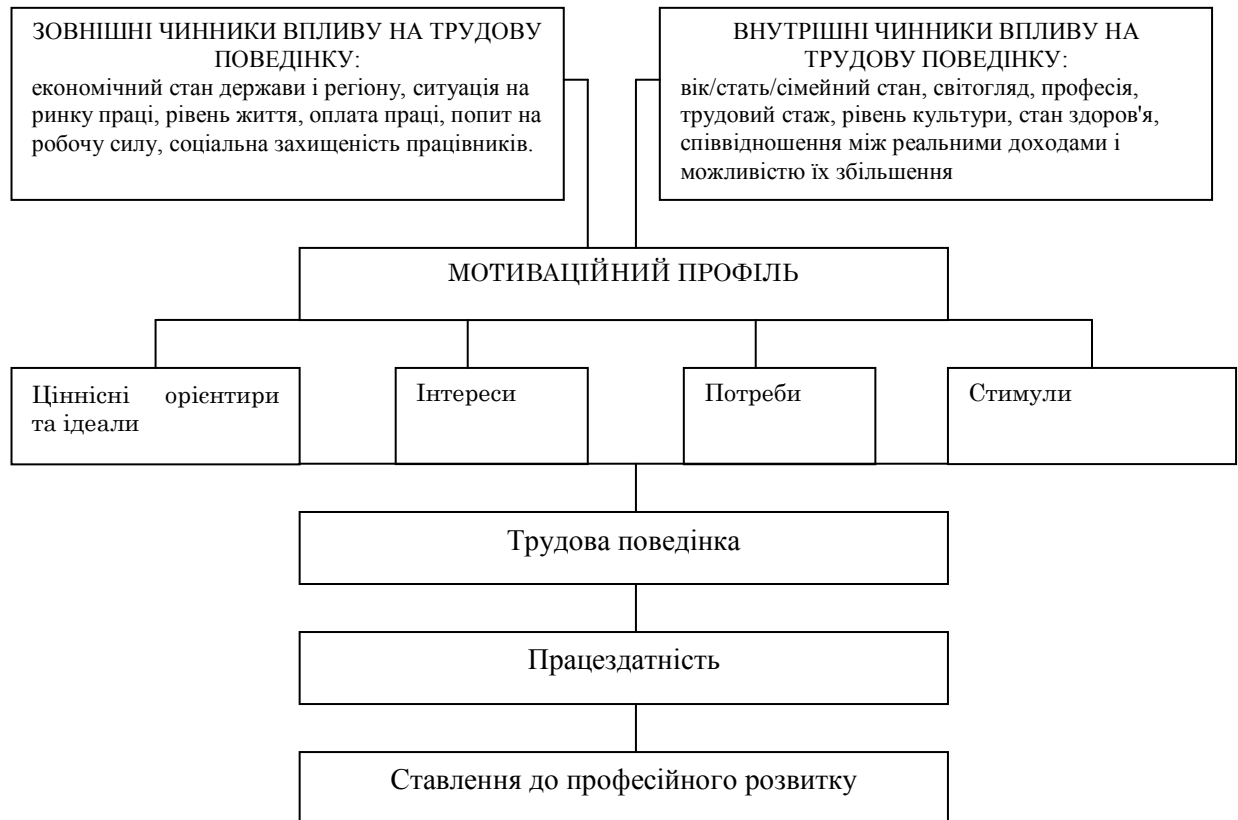 ЗОВНІШНІ ЧИННИКИ ВПЛИВУ НА ТРУДОВУ
ПОВЕДІНКУ:
економічний стан держави і регіону, ситуація на
ринку праці, рівень життя, оплата праці, попит на
робочу силу, соціальна захищеність працівників.
ВНУТРІШНІ ЧИННИКИ ВПЛИВУ НА
ТРУДОВУ ПОВЕДІНКУ:
вік/стать/сімейний стан, світогляд, професія,
трудовий стаж, рівень культури, стан здоров'я,
співвідношення між реальними доходами і
можливістю їх збільшення
МОТИВАЦІЙНИЙ ПРОФІЛЬ
Ціннісні орієнтири
та ідеали
Інтереси
Потреби
Стимули
Трудова поведінка
Працездатність
Ставлення до професійного розвитку